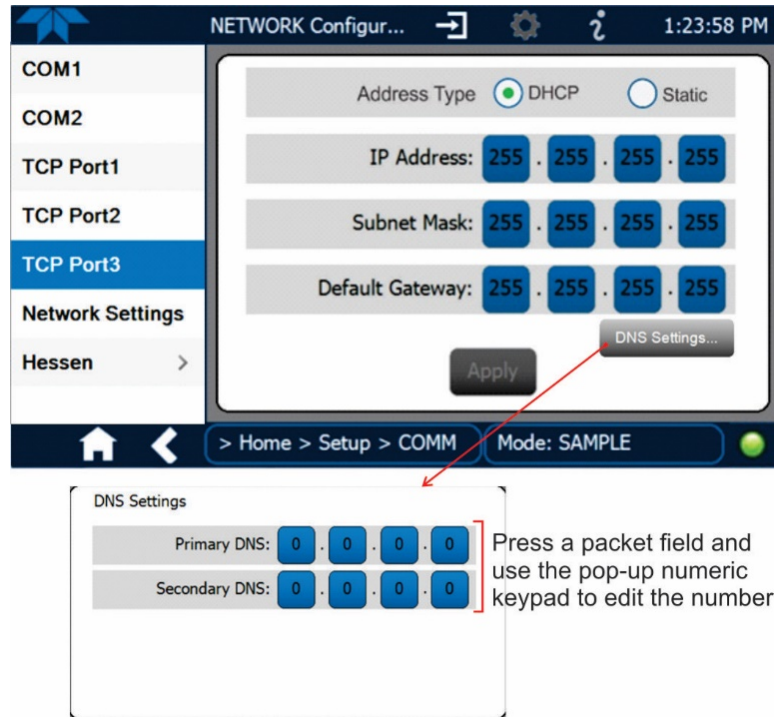 NETWORK Configur... 1:23:58 PM
COM1
COM2
TCP Port1
TCP Port2
TCP Port3
Network Settings
Hessen >
Address Type DHCP Static
IP Address: 255 . 255 . 255 . 255
Subnet Mask: 255 . 255 . 255 . 255
Default Gateway: 255 . 255 . 255 . 255
DNS Settings...
Apply
> Home > Setup > COMM Mode: SAMPLE
DNS Settings
Primary DNS: 0 . 0 . 0 . 0
Secondary DNS: 0 . 0 . 0 . 0
Press a packet field and
use the pop-up numeric
keypad to edit the number